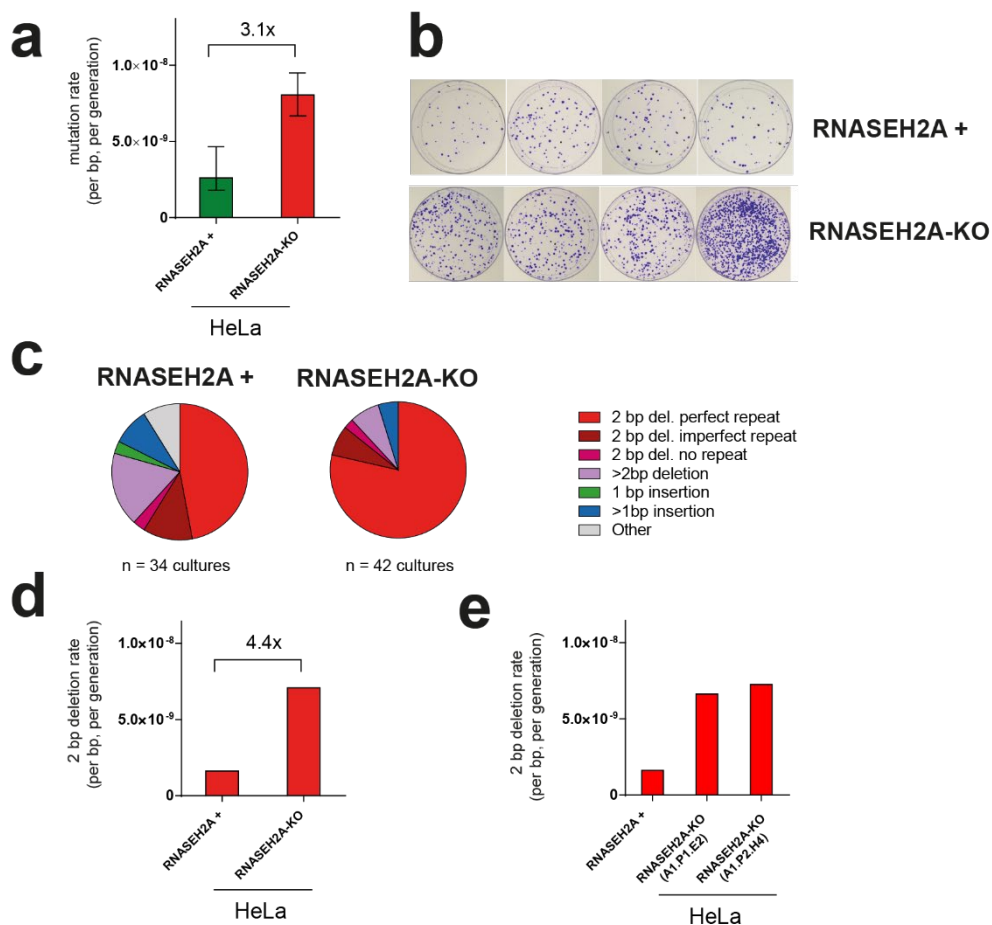 a
3.1x
mutation rate
(per bp, per generation)
1.0×10-8
5.0×10-9
0
RNASEH2A +
RNASEH2A-KO
HeLa
b
RNASEH2A +
RNASEH2A-KO
c
RNASEH2A +
RNASEH2A-KO
n = 34 cultures
n = 42 cultures
2 bp del. perfect repeat
2 bp del. imperfect repeat
2 bp del. no repeat
>2bp deletion
1 bp insertion
>1bp insertion
Other
d
4.4x
2 bp deletion rate
(per bp, per generation)
1.0×10-8
5.0×10-9
0
RNASEH2A +
RNASEH2A-KO
HeLa
e
2 bp deletion rate
(per bp, per generation)
1.0×10-8
5.0×10-9
0
RNASEH2A +
RNASEH2A-KO
(A1.P1.E2)
RNASEH2A-KO
(A1.P2.H4)
HeLa